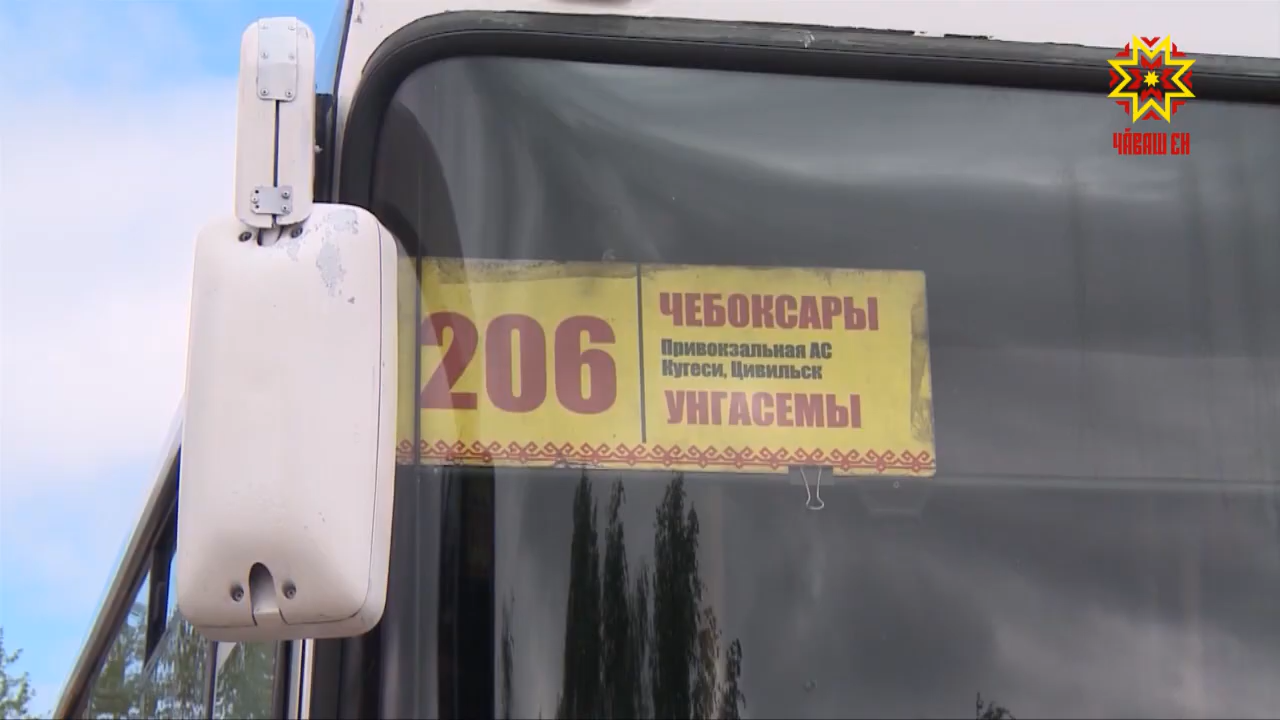 ЧӐВАШ ЕН
206
ЧЕБОКСАРЫ
Привокзальная АС
Кугеси, Цивильск
УНГАСЕМЫ